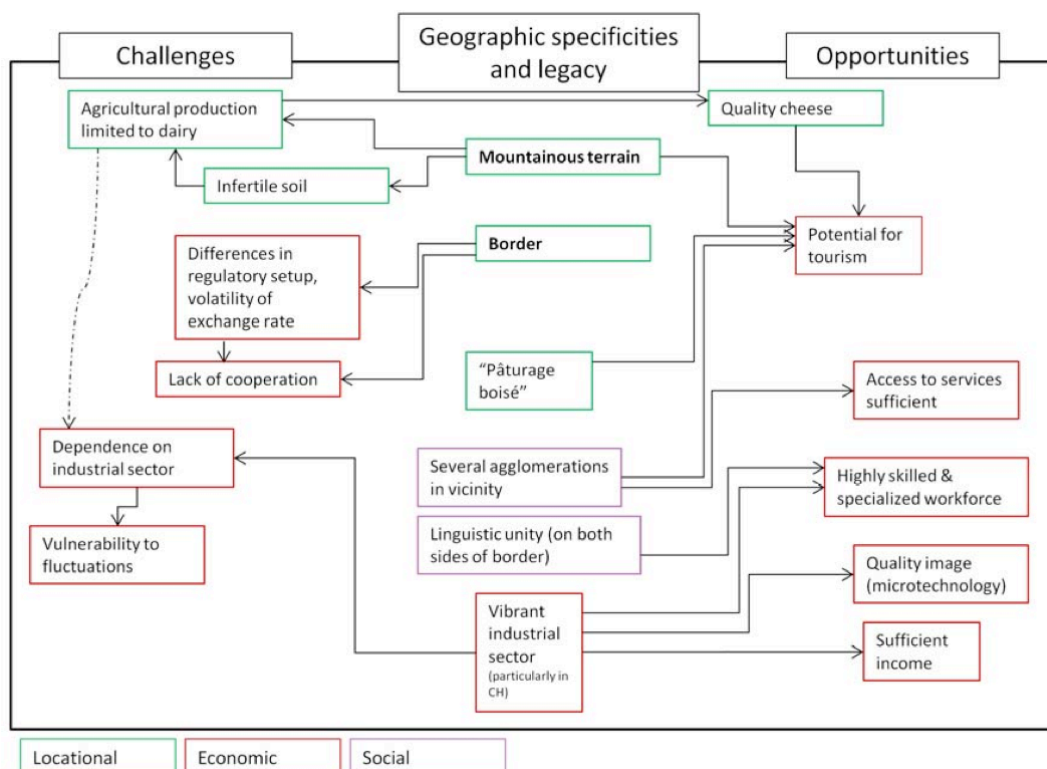 Challenges
Geographic specificities
and legacy
Opportunities
Agricultural production
limited to dairy
Quality cheese
Mountainous terrain
Infertile soil
Border
Potential for
tourism
Differences in
regulatory setup,
volatility of
exchange rate
Lack of cooperation
“Pâturage
boisé”
Access to services
sufficient
Dependence on
industrial sector
Several agglomerations
in vicinity
Highly skilled &
specialized workforce
Linguistic unity (on both
sides of border)
Vulnerability to
fluctuations
Quality image
(microtechnology)
Vibrant
industrial
sector
(particularly in
CH)
Sufficient
income
Locational
Economic
Social